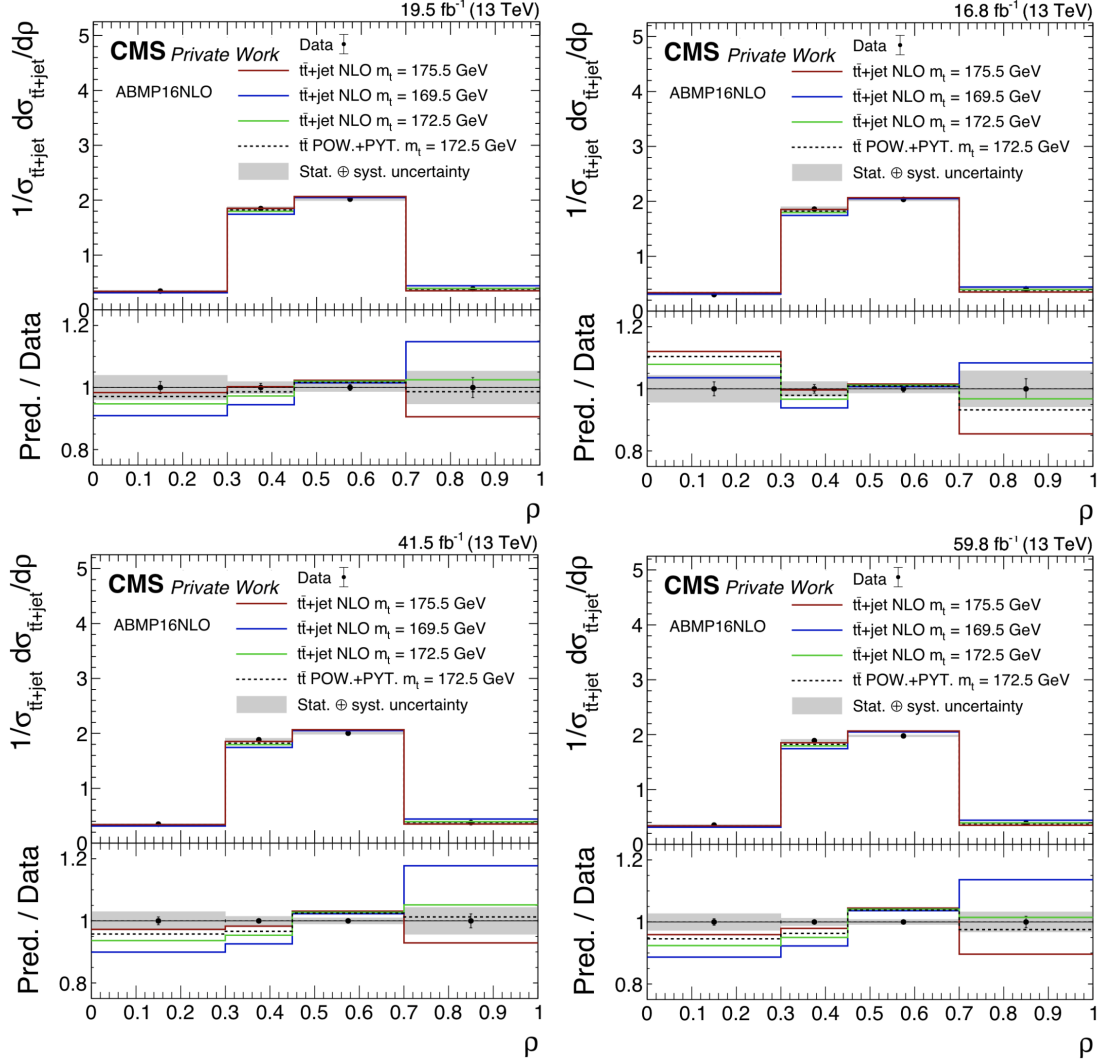 19.5 fb⁻¹ (13 TeV)
CMS Private Work
Data
tt̄+jet NLO mₜ = 175.5 GeV
ABMP16NLO
tt̄+jet NLO mₜ = 169.5 GeV
tt̄+jet NLO mₜ = 172.5 GeV
tt̄ POW.+PYT. mₜ = 172.5 GeV
Stat. ⊕ syst. uncertainty
1/σ_tt̄+jet dσ_tt̄+jet/dρ
5
4
3
2
1
0
Pred. / Data
1.2
1
0.8
0 0.1 0.2 0.3 0.4 0.5 0.6 0.7 0.8 0.9 1
ρ
16.8 fb⁻¹ (13 TeV)
CMS Private Work
Data
tt̄+jet NLO mₜ = 175.5 GeV
ABMP16NLO
tt̄+jet NLO mₜ = 169.5 GeV
tt̄+jet NLO mₜ = 172.5 GeV
tt̄ POW.+PYT. mₜ = 172.5 GeV
Stat. ⊕ syst. uncertainty
1/σ_tt̄+jet dσ_tt̄+jet/dρ
5
4
3
2
1
0
Pred. / Data
1.2
1
0.8
0 0.1 0.2 0.3 0.4 0.5 0.6 0.7 0.8 0.9 1
ρ
41.5 fb⁻¹ (13 TeV)
CMS Private Work
Data
tt̄+jet NLO mₜ = 175.5 GeV
ABMP16NLO
tt̄+jet NLO mₜ = 169.5 GeV
tt̄+jet NLO mₜ = 172.5 GeV
tt̄ POW.+PYT. mₜ = 172.5 GeV
Stat. ⊕ syst. uncertainty
1/σ_tt̄+jet dσ_tt̄+jet/dρ
5
4
3
2
1
0
Pred. / Data
1.2
1
0.8
0 0.1 0.2 0.3 0.4 0.5 0.6 0.7 0.8 0.9 1
ρ
59.8 fb⁻¹ (13 TeV)
CMS Private Work
Data
tt̄+jet NLO mₜ = 175.5 GeV
ABMP16NLO
tt̄+jet NLO mₜ = 169.5 GeV
tt̄+jet NLO mₜ = 172.5 GeV
tt̄ POW.+PYT. mₜ = 172.5 GeV
Stat. ⊕ syst. uncertainty
1/σ_tt̄+jet dσ_tt̄+jet/dρ
5
4
3
2
1
0
Pred. / Data
1.2
1
0.8
0 0.1 0.2 0.3 0.4 0.5 0.6 0.7 0.8 0.9 1
ρ